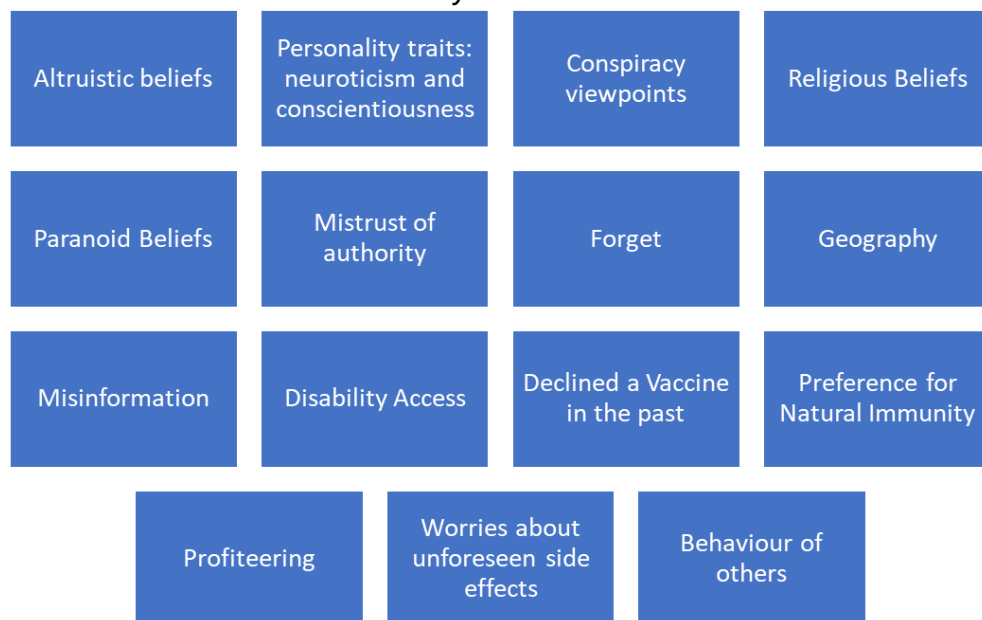 Altruistic beliefs
Personality traits:
neuroticism and
conscientiousness
Conspiracy
viewpoints
Religious Beliefs
Paranoid Beliefs
Mistrust of
authority
Forget
Geography
Misinformation
Disability Access
Declined a Vaccine
in the past
Preference for
Natural Immunity
Profiteering
Worries about
unforeseen side
effects
Behaviour of
others